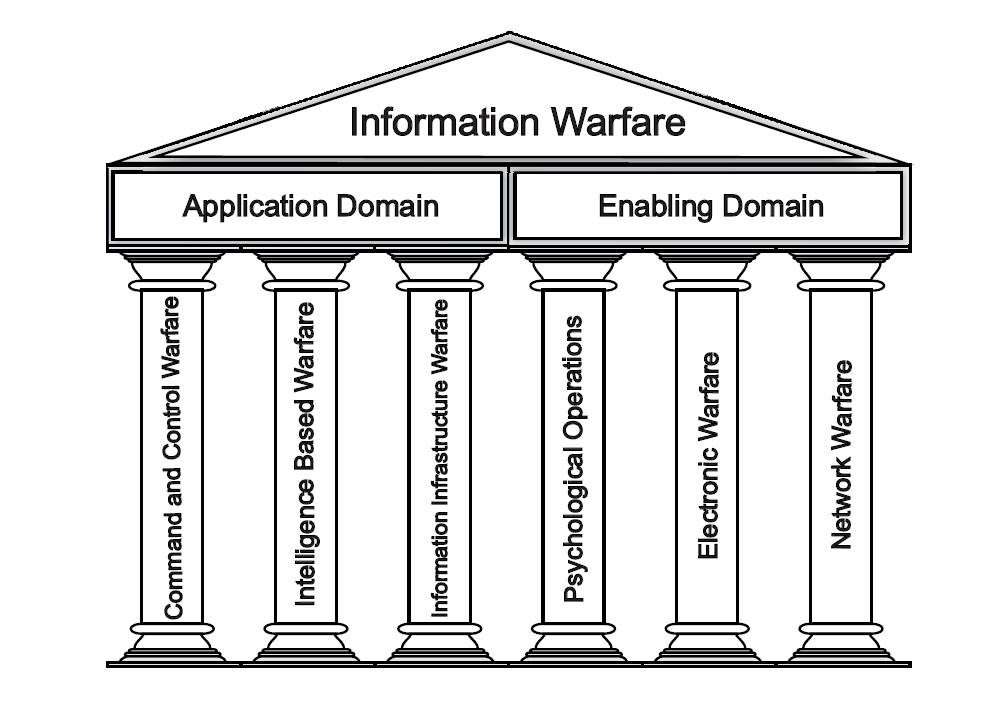 Information Warfare
Application Domain
Enabling Domain
Command and Control Warfare
Intelligence Based Warfare
Information Infrastructure Warfare
Psychological Operations
Electronic Warfare
Network Warfare